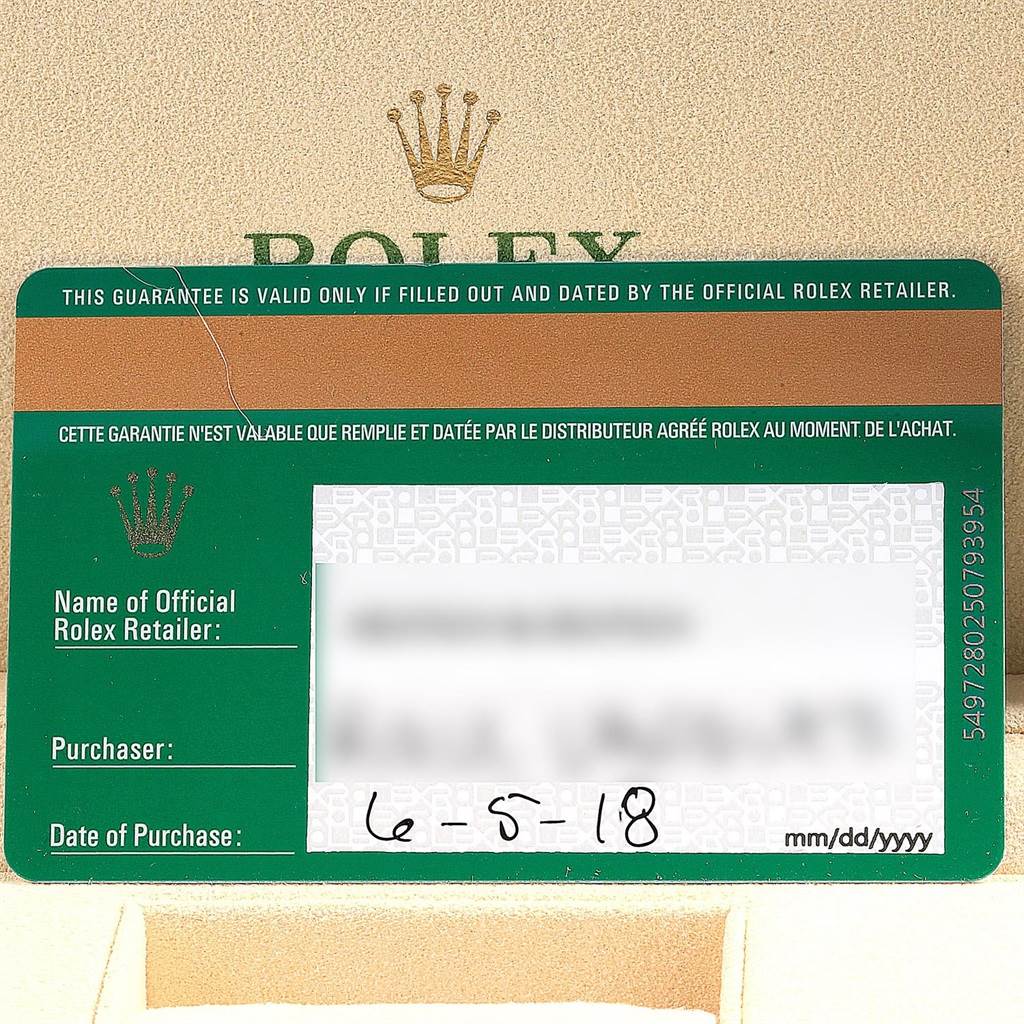 ROLEX
THIS GUARANTEE IS VALID ONLY IF FILLED OUT AND DATED BY THE OFFICIAL ROLEX RETAILER.
CETTE GARANTIE N'EST VALABLE QUE REMPLIE ET DATÉE PAR LE DISTRIBUTEUR AGRÉÉ ROLEX AU MOMENT DE L'ACHAT.
Name of Official
Rolex Retailer:
Purchaser:
Date of Purchase:
6-5-18
mm/dd/yyyy
5497280250793954